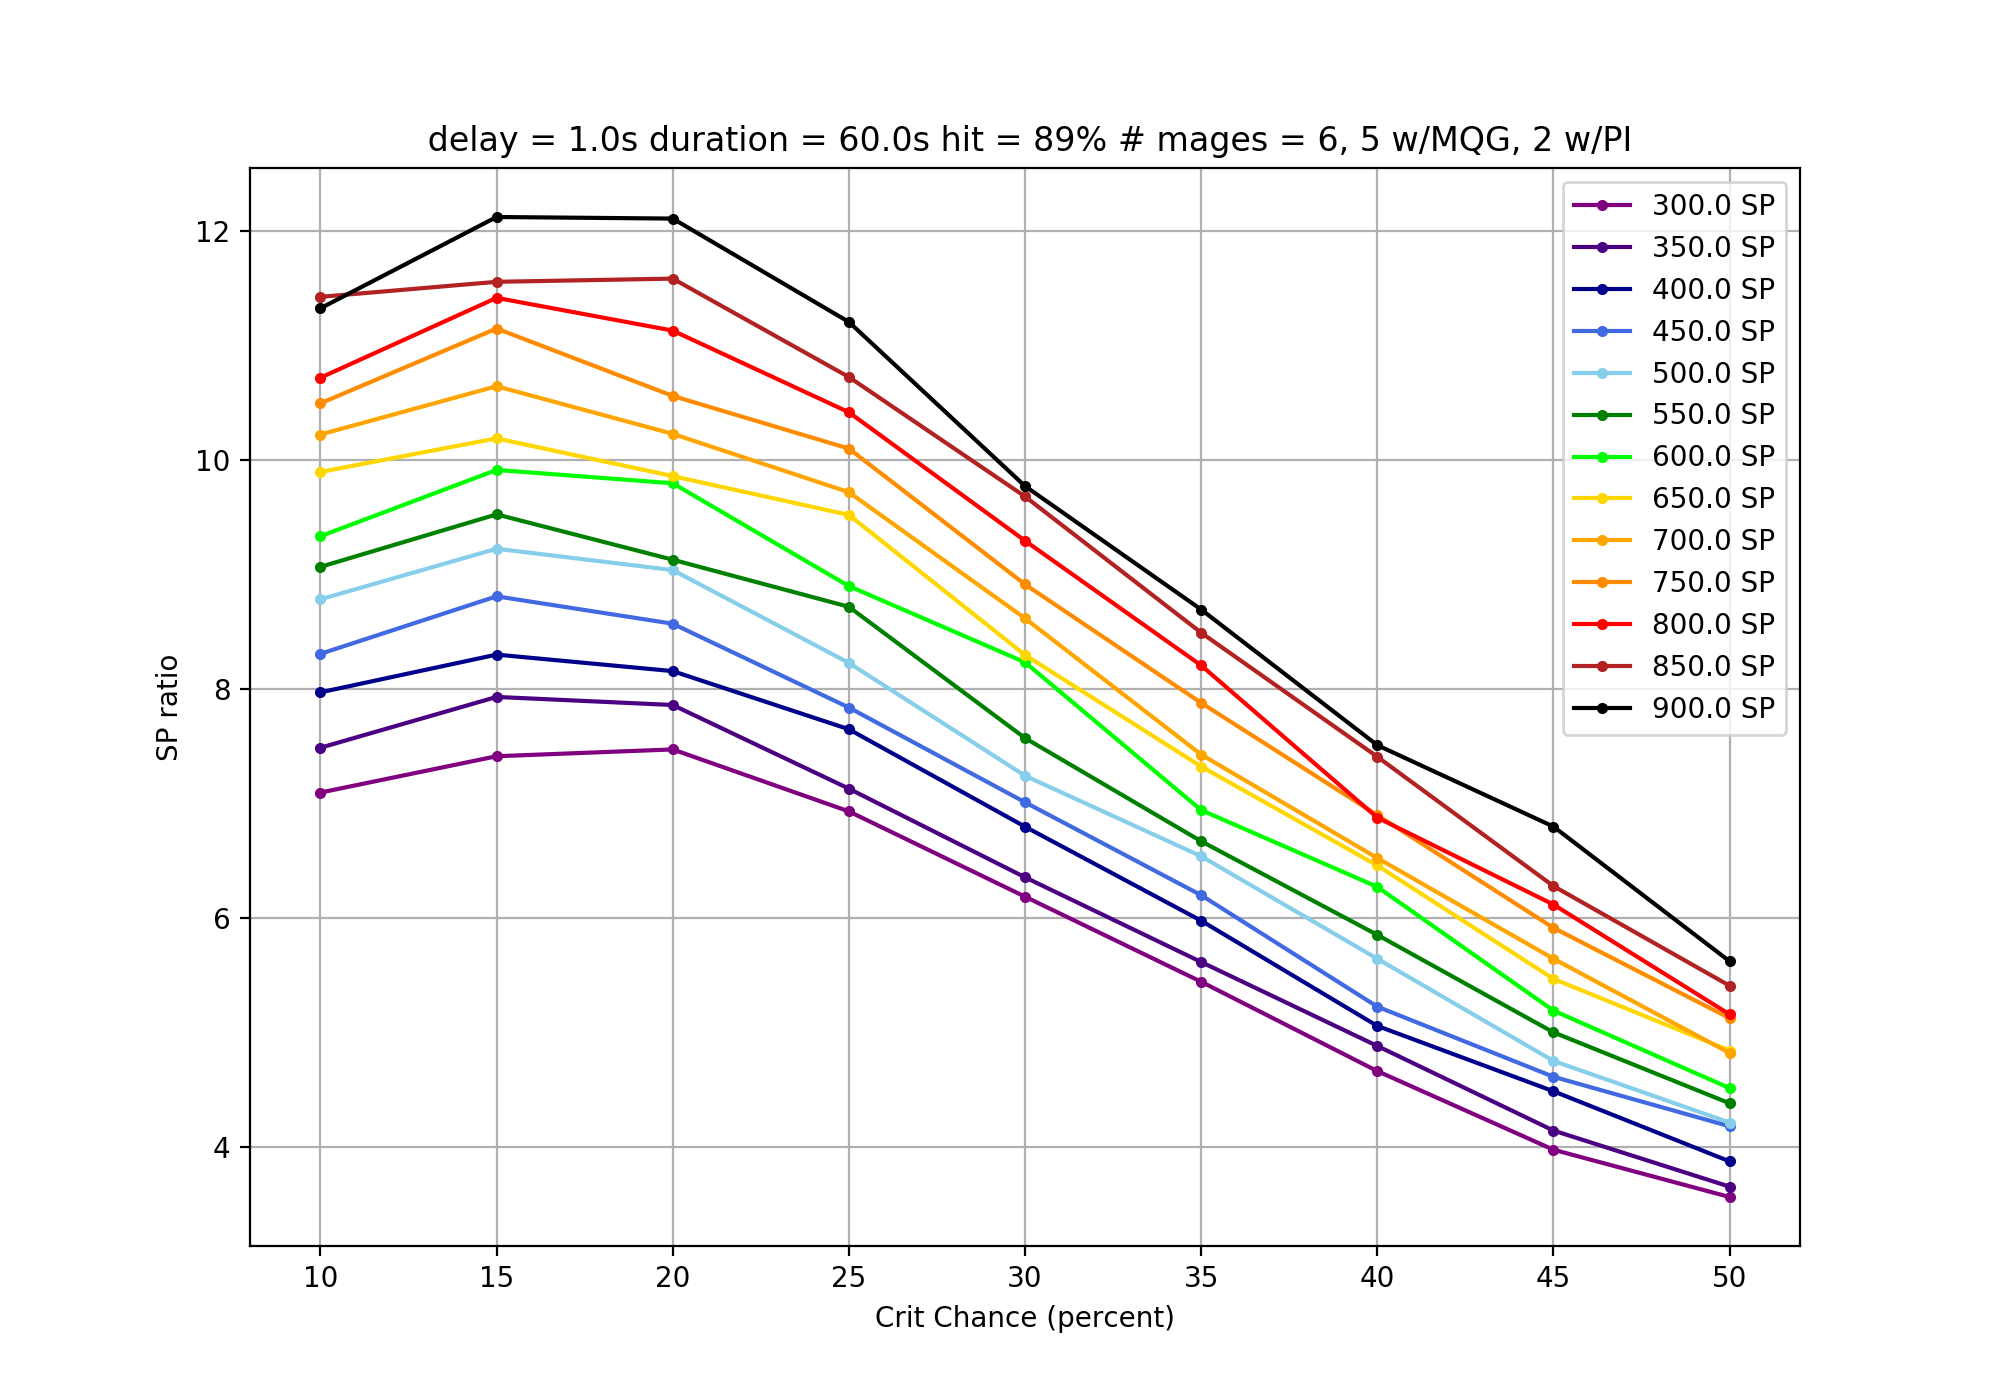 delay = 1.0s duration = 60.0s hit = 89% # mages = 6, 5 w/MQG, 2 w/PI
12
10
8
6
4
SP ratio
300.0 SP
350.0 SP
400.0 SP
450.0 SP
500.0 SP
550.0 SP
600.0 SP
650.0 SP
700.0 SP
750.0 SP
800.0 SP
850.0 SP
900.0 SP
10 15 20 25 30 35 40 45 50
Crit Chance (percent)